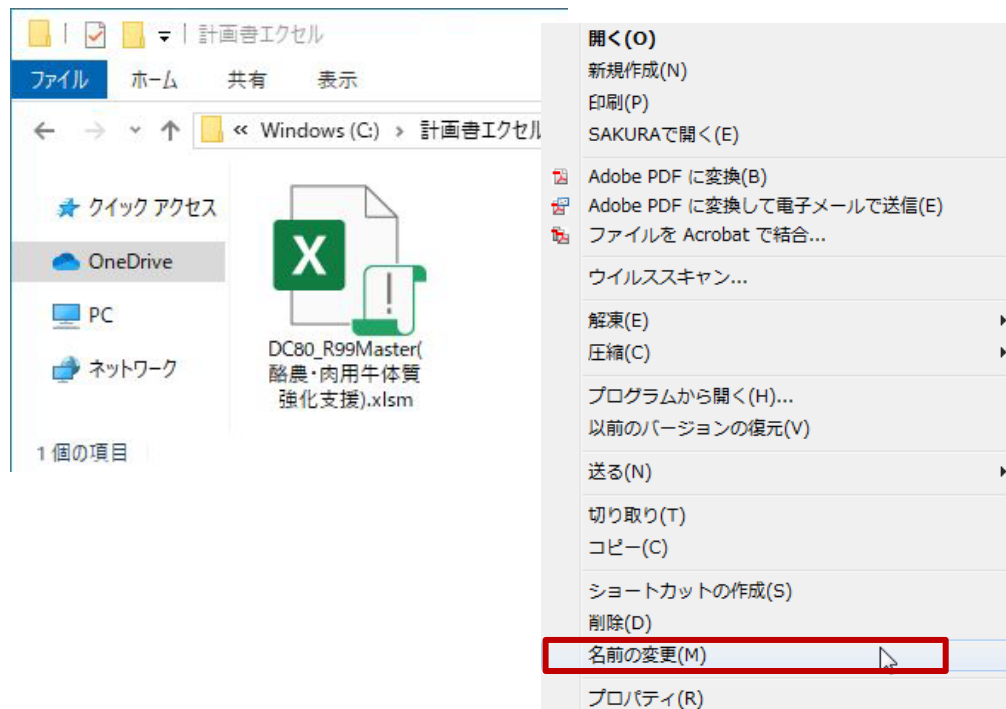 計画書エクセル
ファイル ホーム 共有 表示
« Windows (C:) › 計画書エクセル
クイック アクセス
OneDrive
PC
ネットワーク
DC80_R99Master(
酪農・肉用牛体質
強化支援).xlsm
1 個の項目
開く(O)
新規作成(N)
印刷(P)
SAKURAで開く(E)
Adobe PDF に変換(B)
Adobe PDF に変換して電子メールで送信(E)
ファイルを Acrobat で結合...
ウイルススキャン...
解凍(E)
圧縮(C)
プログラムから開く(H)...
以前のバージョンの復元(V)
送る(N)
切り取り(T)
コピー(C)
ショートカットの作成(S)
削除(D)
名前の変更(M)
プロパティ(R)